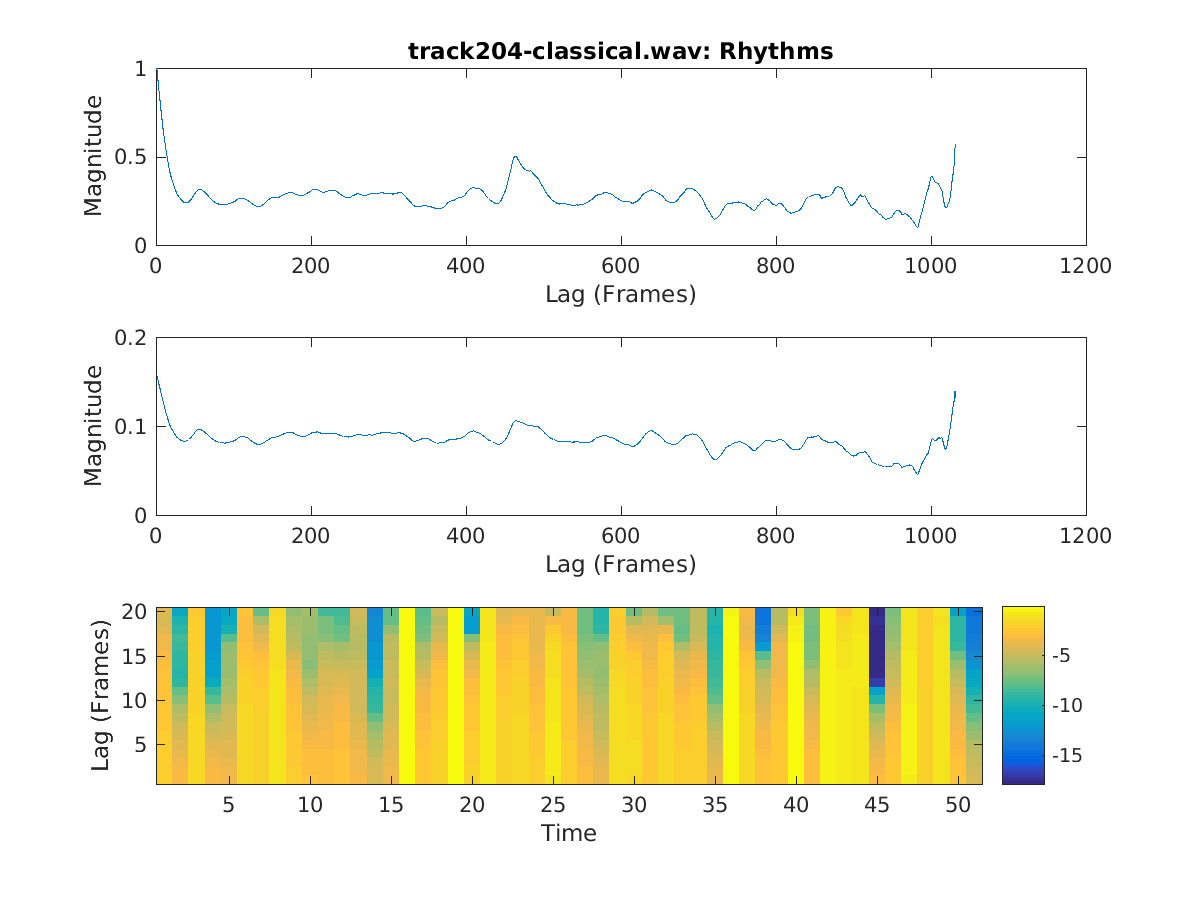 track204-classical.wav: Rhythms
1
0.5
0
Magnitude
0 200 400 600 800 1000 1200
Lag (Frames)
0.2
0.1
0
Magnitude
0 200 400 600 800 1000 1200
Lag (Frames)
20
15
10
5
Lag (Frames)
5 10 15 20 25 30 35 40 45 50
Time
-5
-10
-15